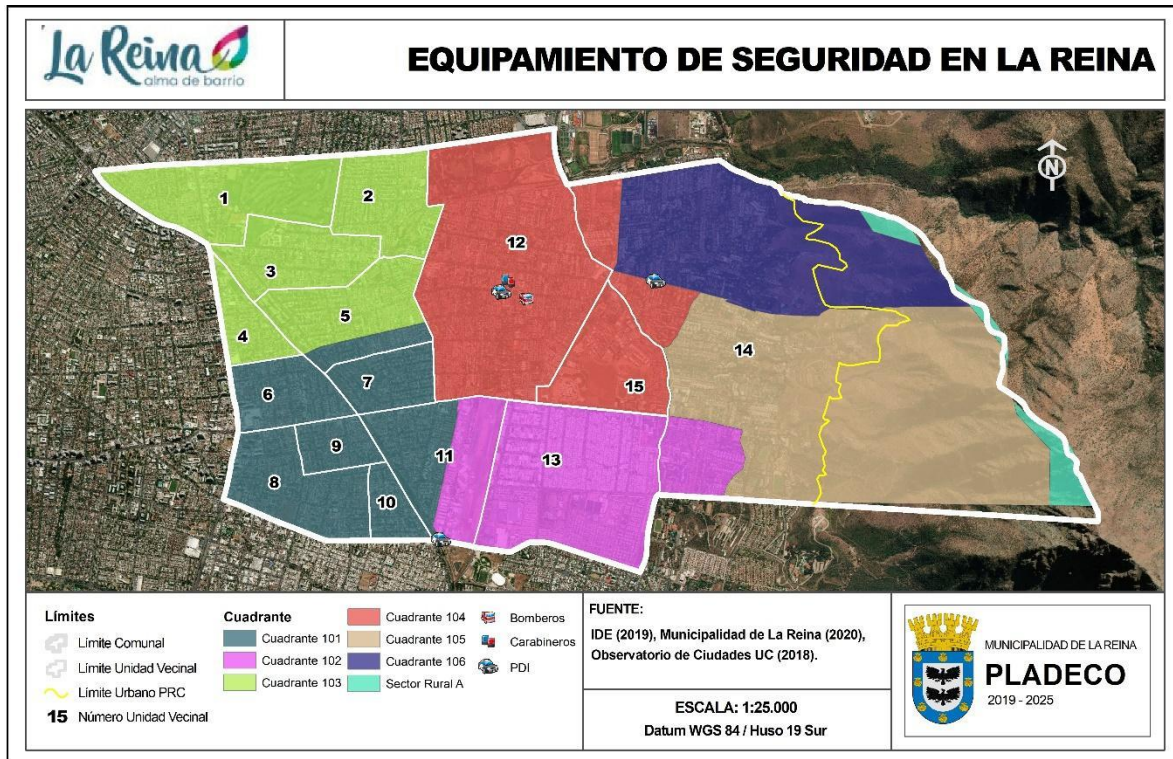 La Reina
alma de barrio
EQUIPAMIENTO DE SEGURIDAD EN LA REINA
N
1
2
12
3
5
4
14
15
7
6
9
11
13
8
10
Límites
Límite Comunal
Límite Unidad Vecinal
Límite Urbano PRC
15 Número Unidad Vecinal
Cuadrante
Cuadrante 101
Cuadrante 102
Cuadrante 103
Cuadrante 104
Cuadrante 105
Cuadrante 106
Sector Rural A
Bomberos
Carabineros
PDI
FUENTE:
IDE (2019), Municipalidad de La Reina (2020),
Observatorio de Ciudades UC (2018).
ESCALA: 1:25.000
Datum WGS 84 / Huso 19 Sur
MUNICIPALIDAD DE LA REINA
PLADECO
2019 - 2025